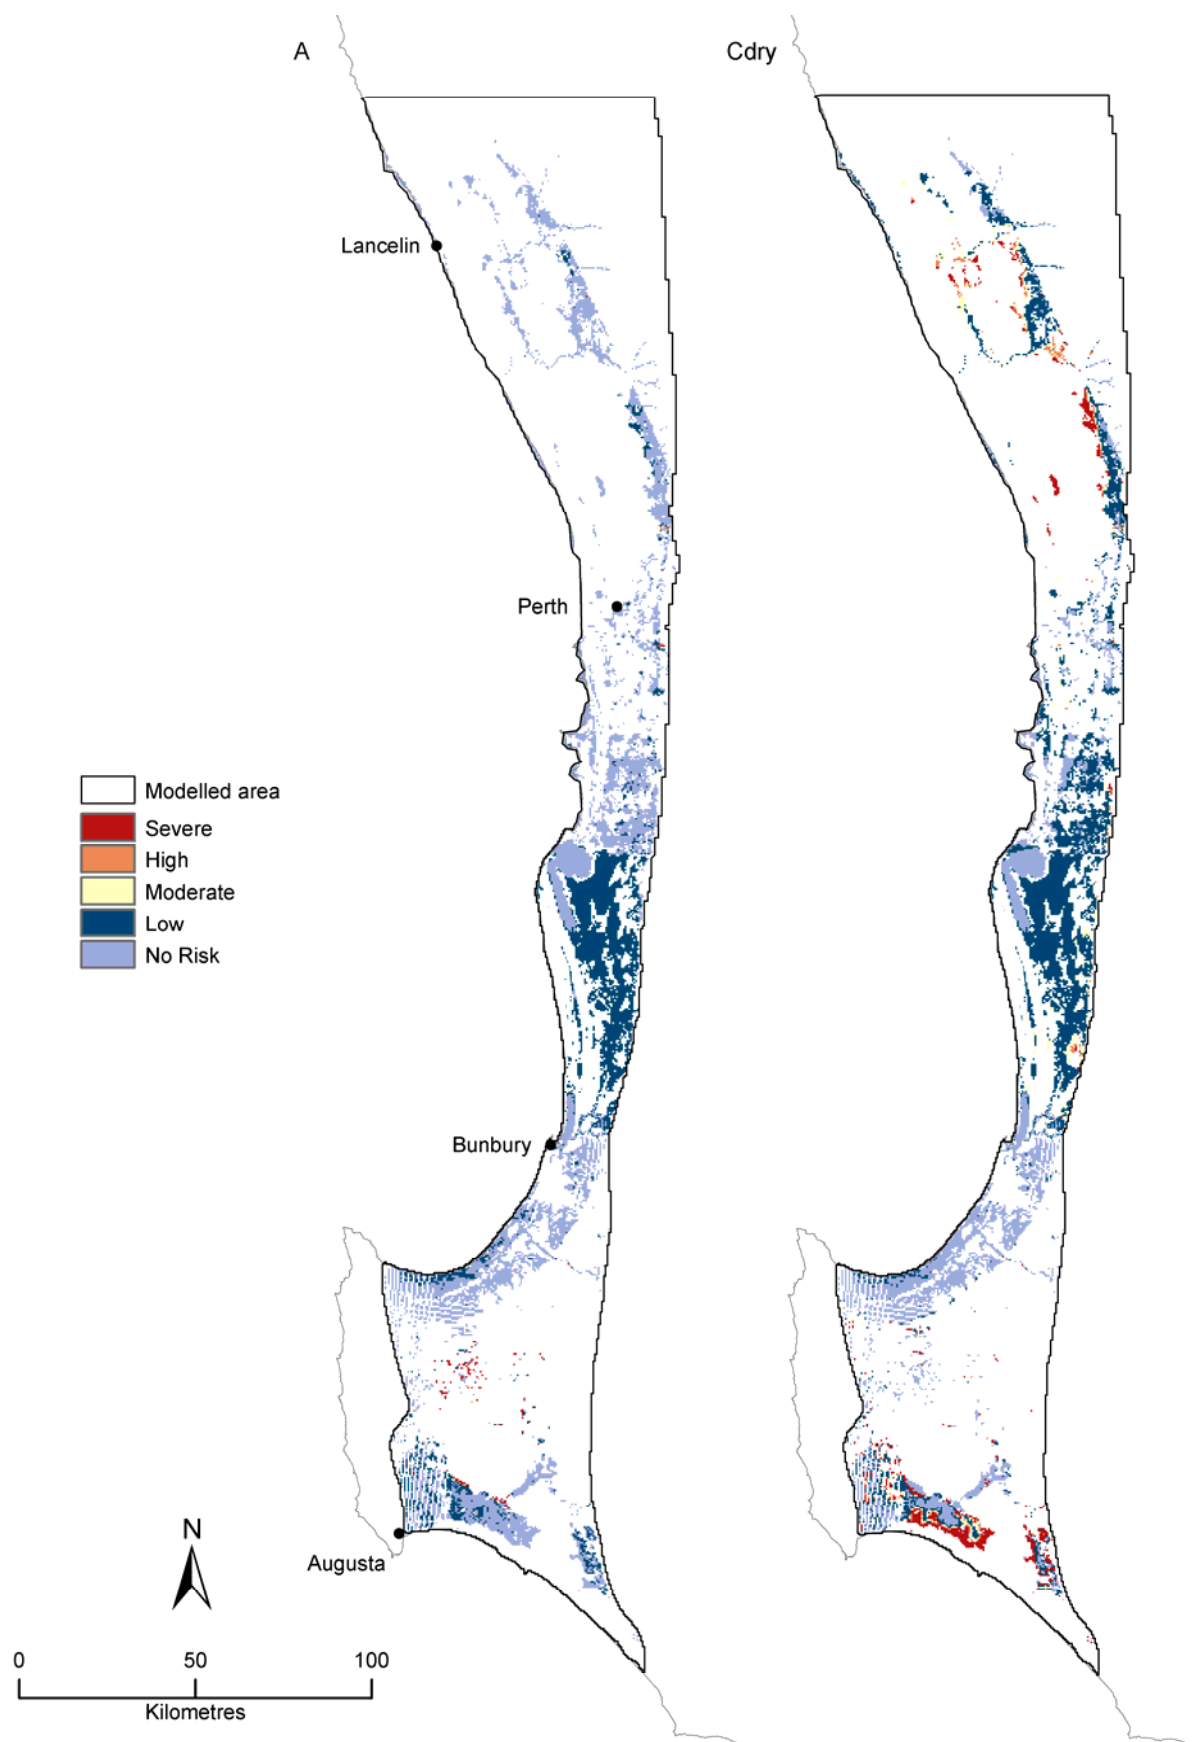 A
Cdry
Lancelin
Perth
Modelled area
Severe
High
Moderate
Low
No Risk
Bunbury
N
Augusta
0 50 100
Kilometres